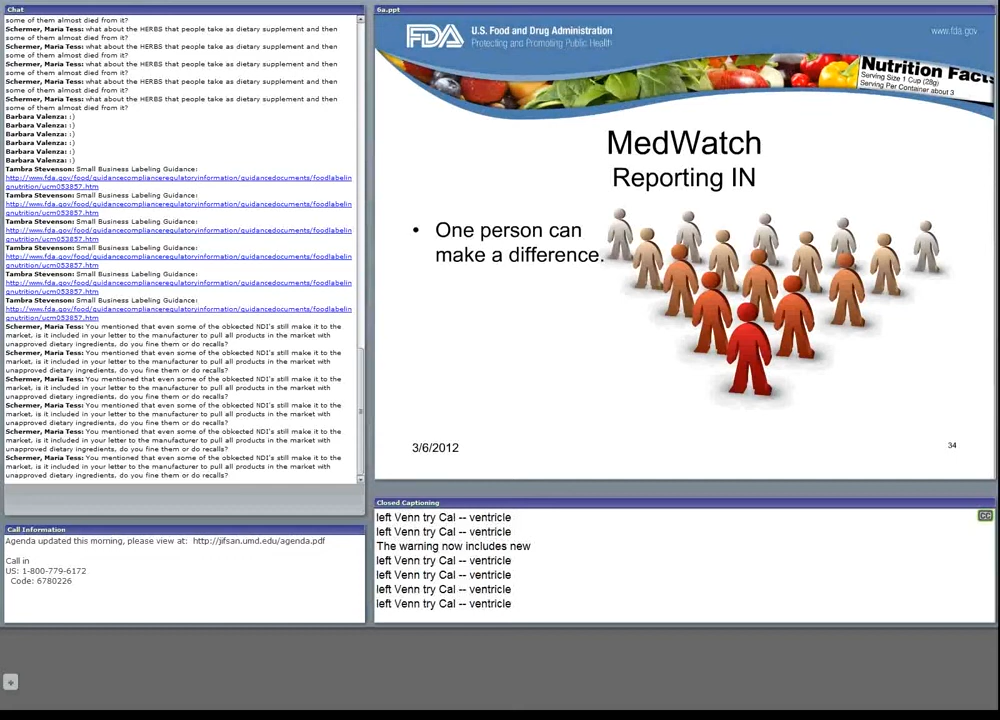 Chat
some of them almost died from it?
Schermer, Maria Tess: what about the HERBS that people take as dietary supplement and then
some of them almost died from it?
Schermer, Maria Tess: what about the HERBS that people take as dietary supplement and then
some of them almost died from it?
Schermer, Maria Tess: what about the HERBS that people take as dietary supplement and then
some of them almost died from it?
Schermer, Maria Tess: what about the HERBS that people take as dietary supplement and then
some of them almost died from it?
Schermer, Maria Tess: what about the HERBS that people take as dietary supplement and then
some of them almost died from it?
Barbara Valenza: :)
Barbara Valenza: :)
Barbara Valenza: :)
Barbara Valenza: :)
Barbara Valenza: :)
Barbara Valenza: :)
Tambra Stevenson: Small Business Labeling Guidance:
http://www.fda.gov/food/guidancecomplianceregulatoryinformation/guidancedocuments/foodlabelin
gnutrition/ucm053857.htm
Tambra Stevenson: Small Business Labeling Guidance:
http://www.fda.gov/food/guidancecomplianceregulatoryinformation/guidancedocuments/foodlabelin
gnutrition/ucm053857.htm
Tambra Stevenson: Small Business Labeling Guidance:
http://www.fda.gov/food/guidancecomplianceregulatoryinformation/guidancedocuments/foodlabelin
gnutrition/ucm053857.htm
Tambra Stevenson: Small Business Labeling Guidance:
http://www.fda.gov/food/guidancecomplianceregulatoryinformation/guidancedocuments/foodlabelin
gnutrition/ucm053857.htm
Tambra Stevenson: Small Business Labeling Guidance:
http://www.fda.gov/food/guidancecomplianceregulatoryinformation/guidancedocuments/foodlabelin
gnutrition/ucm053857.htm
Tambra Stevenson: Small Business Labeling Guidance:
http://www.fda.gov/food/guidancecomplianceregulatoryinformation/guidancedocuments/foodlabelin
gnutrition/ucm053857.htm
Schermer, Maria Tess: You mentioned that even some of the obkected NDI's still make it to the
market, is it included in your letter to the manufacturer to pull all products in the market with
unapproved dietary ingredients, do you fine them or do recalls?
Schermer, Maria Tess: You mentioned that even some of the obkected NDI's still make it to the
market, is it included in your letter to the manufacturer to pull all products in the market with
unapproved dietary ingredients, do you fine them or do recalls?
Schermer, Maria Tess: You mentioned that even some of the obkected NDI's still make it to the
market, is it included in your letter to the manufacturer to pull all products in the market with
unapproved dietary ingredients, do you fine them or do recalls?
Schermer, Maria Tess: You mentioned that even some of the obkected NDI's still make it to the
market, is it included in your letter to the manufacturer to pull all products in the market with
unapproved dietary ingredients, do you fine them or do recalls?
Schermer, Maria Tess: You mentioned that even some of the obkected NDI's still make it to the
market, is it included in your letter to the manufacturer to pull all products in the market with
unapproved dietary ingredients, do you fine them or do recalls?
Schermer, Maria Tess: You mentioned that even some of the obkected NDI's still make it to the
market, is it included in your letter to the manufacturer to pull all products in the market with
unapproved dietary ingredients, do you fine them or do recalls?
Call Information
Agenda updated this morning, please view at: http://jifsan.umd.edu/agenda.pdf
Call in
US: 1-800-779-6172
Code: 6780226
6a.ppt
FDA U.S. Food and Drug Administration
Protecting and Promoting Public Health
www.fda.gov
Nutrition Facts
Serving Size 1 Cup (28g)
Serving Per Container about 3
MedWatch
Reporting IN
• One person can
make a difference.
3/6/2012
34
Closed Captioning
CC
left Venn try Cal -- ventricle
left Venn try Cal -- ventricle
The warning now includes new
left Venn try Cal -- ventricle
left Venn try Cal -- ventricle
left Venn try Cal -- ventricle
left Venn try Cal -- ventricle